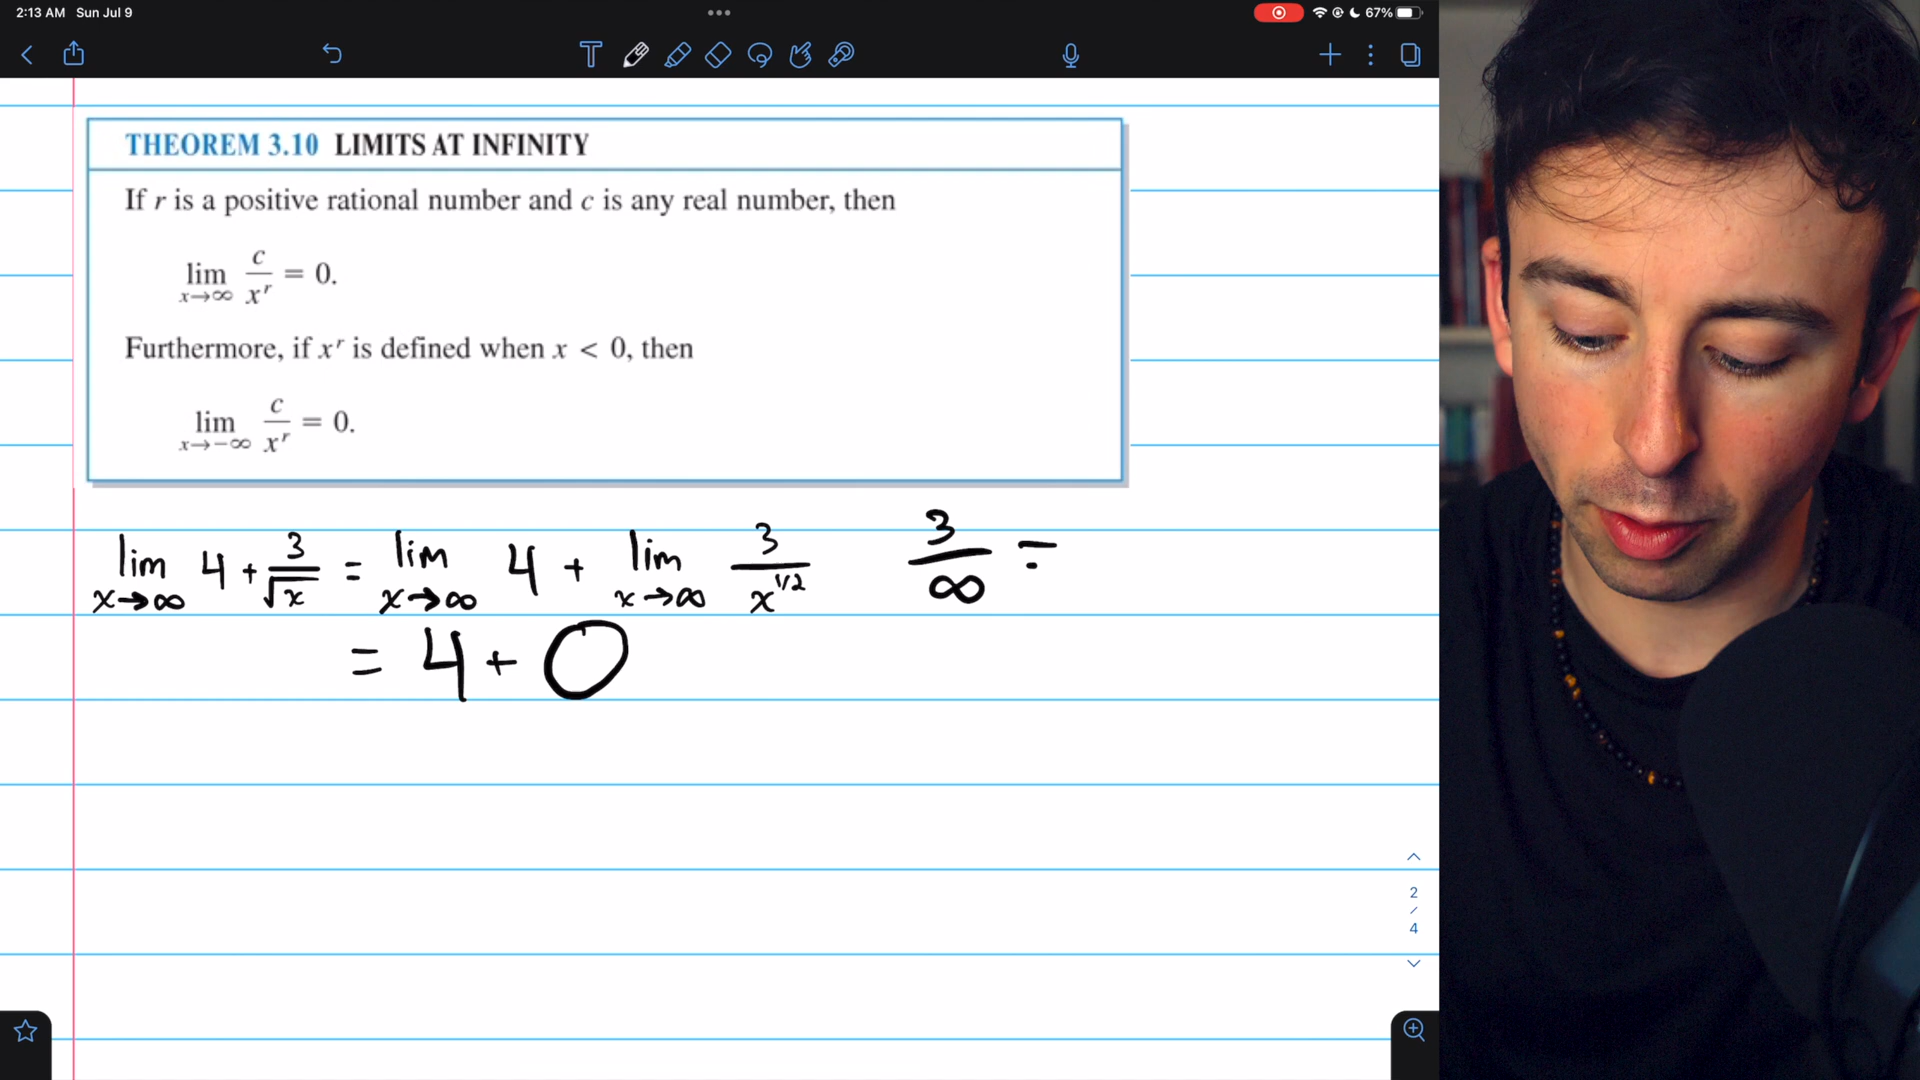 2:13 AM Sun Jul 9
67%
THEOREM 3.10 LIMITS AT INFINITY
If r is a positive rational number and c is any real number, then
lim x→∞ c/x^r = 0.
Furthermore, if x^r is defined when x < 0, then
lim x→−∞ c/x^r = 0.
lim x→∞ 4 + 3/√x = lim x→∞ 4 + lim x→∞ 3/x^1/2 3/∞ =
= 4 + 0
2
/
4